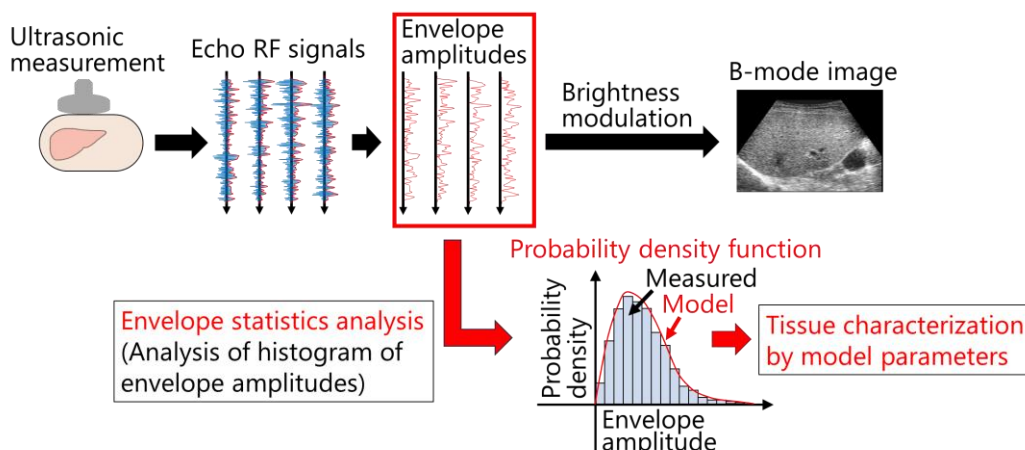 Ultrasonic
measurement
Echo RF signals
Envelope
amplitudes
Brightness
modulation
B-mode image
Probability density function
Measured
Model
Probability
density
Envelope
amplitude
Envelope statistics analysis
(Analysis of histogram of
envelope amplitudes)
Tissue characterization
by model parameters